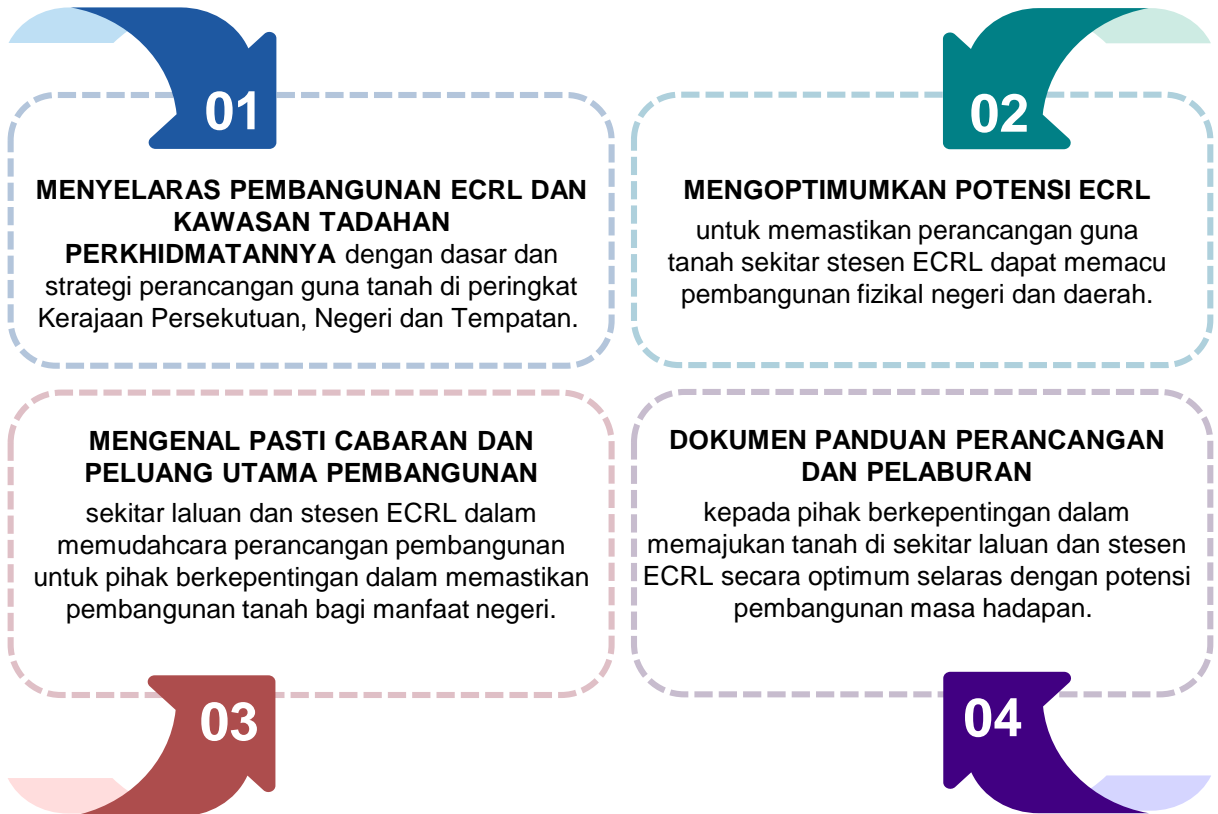 01
MENYELARAS PEMBANGUNAN ECRL DAN
KAWASAN TADAHAN
PERKHIDMATANNYA dengan dasar dan
strategi perancangan guna tanah di peringkat
Kerajaan Persekutuan, Negeri dan Tempatan.
02
MENGOPTIMUMKAN POTENSI ECRL
untuk memastikan perancangan guna
tanah sekitar stesen ECRL dapat memacu
pembangunan fizikal negeri dan daerah.
MENGENAL PASTI CABARAN DAN
PELUANG UTAMA PEMBANGUNAN
sekitar laluan dan stesen ECRL dalam
memudahcara perancangan pembangunan
untuk pihak berkepentingan dalam memastikan
pembangunan tanah bagi manfaat negeri.
03
DOKUMEN PANDUAN PERANCANGAN
DAN PELABURAN
kepada pihak berkepentingan dalam
memajukan tanah di sekitar laluan dan stesen
ECRL secara optimum selaras dengan potensi
pembangunan masa hadapan.
04